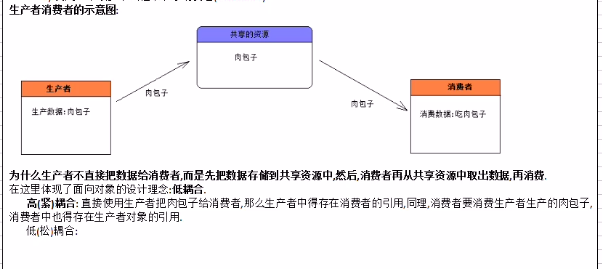 生产者消费者的示意图:
共享的资源
肉包子
生产者
生产数据:肉包子
肉包子
肉包子
消费者
消费数据:吃肉包子
为什么生产者不直接把数据给消费者,而是先把数据存储到共享资源中,然后,消费者再从共享资源中取出数据,再消费.
在这里体现了面向对象的设计理念:低耦合.
高(紧)耦合: 直接使用生产者把肉包子给消费者,那么生产者中得存在消费者的引用,同理,消费者要消费生产者生产的肉包子,
消费者中也得存在生产者对象的引用.
低(松)耦合: